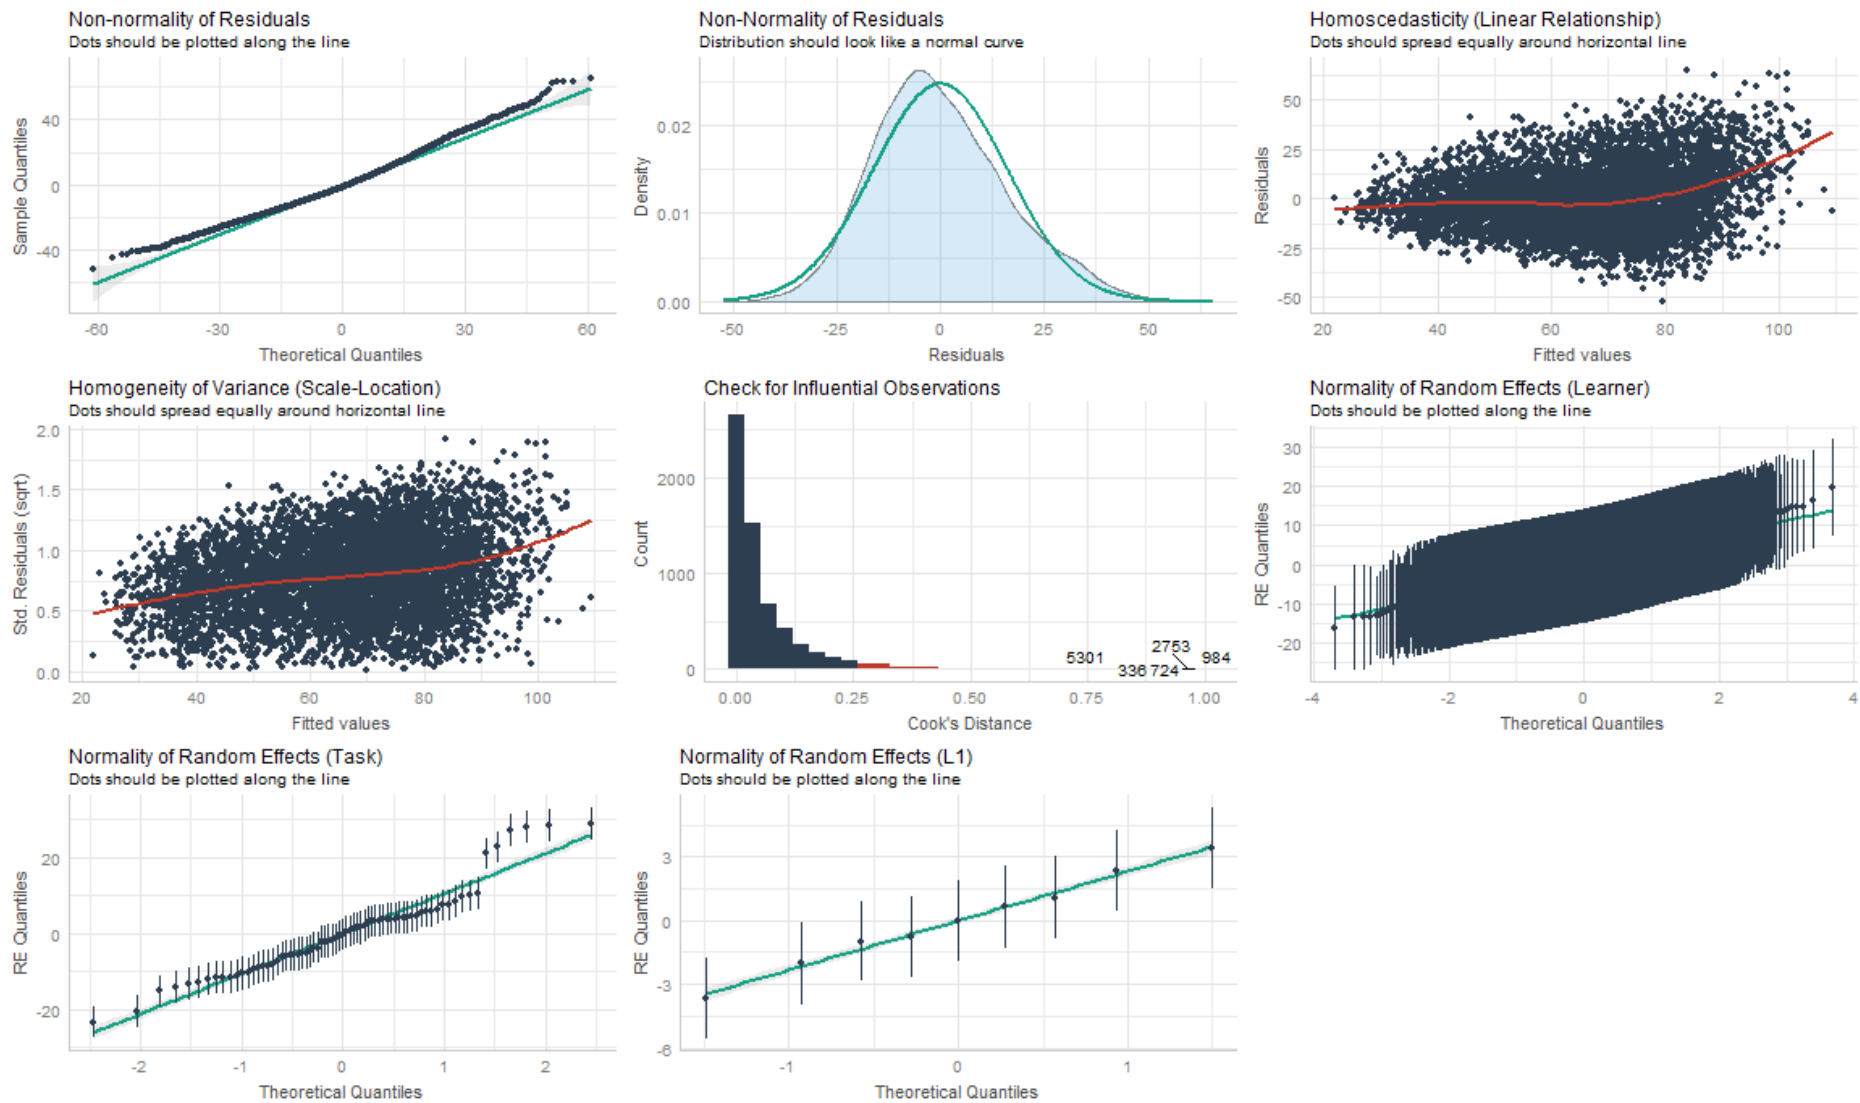 Non-normality of Residuals
Dots should be plotted along the line
Sample Quantiles
40
0
-40
-60
-30
0
30
60
Theoretical Quantiles
Non-Normality of Residuals
Distribution should look like a normal curve
Density
0.02
0.01
0.00
-50
-25
0
25
50
Residuals
Homoscedasticity (Linear Relationship)
Dots should spread equally around horizontal line
Residuals
50
25
0
-25
-50
20
40
60
80
100
Fitted values
Homogeneity of Variance (Scale-Location)
Dots should spread equally around horizontal line
Std. Residuals (sqrt)
2.0
1.5
1.0
0.5
0.0
20
40
60
80
100
Fitted values
Check for Influential Observations
Count
2000
1000
0
5301
2753
984
336
724
0.00
0.25
0.50
0.75
1.00
Cook's Distance
Normality of Random Effects (Learner)
Dots should be plotted along the line
RE Quantiles
30
20
10
0
-10
-20
-4
-2
0
2
4
Theoretical Quantiles
Normality of Random Effects (Task)
Dots should be plotted along the line
RE Quantiles
20
0
-20
-2
-1
0
1
2
Theoretical Quantiles
Normality of Random Effects (L1)
Dots should be plotted along the line
RE Quantiles
3
0
-3
-6
-1
0
1
Theoretical Quantiles